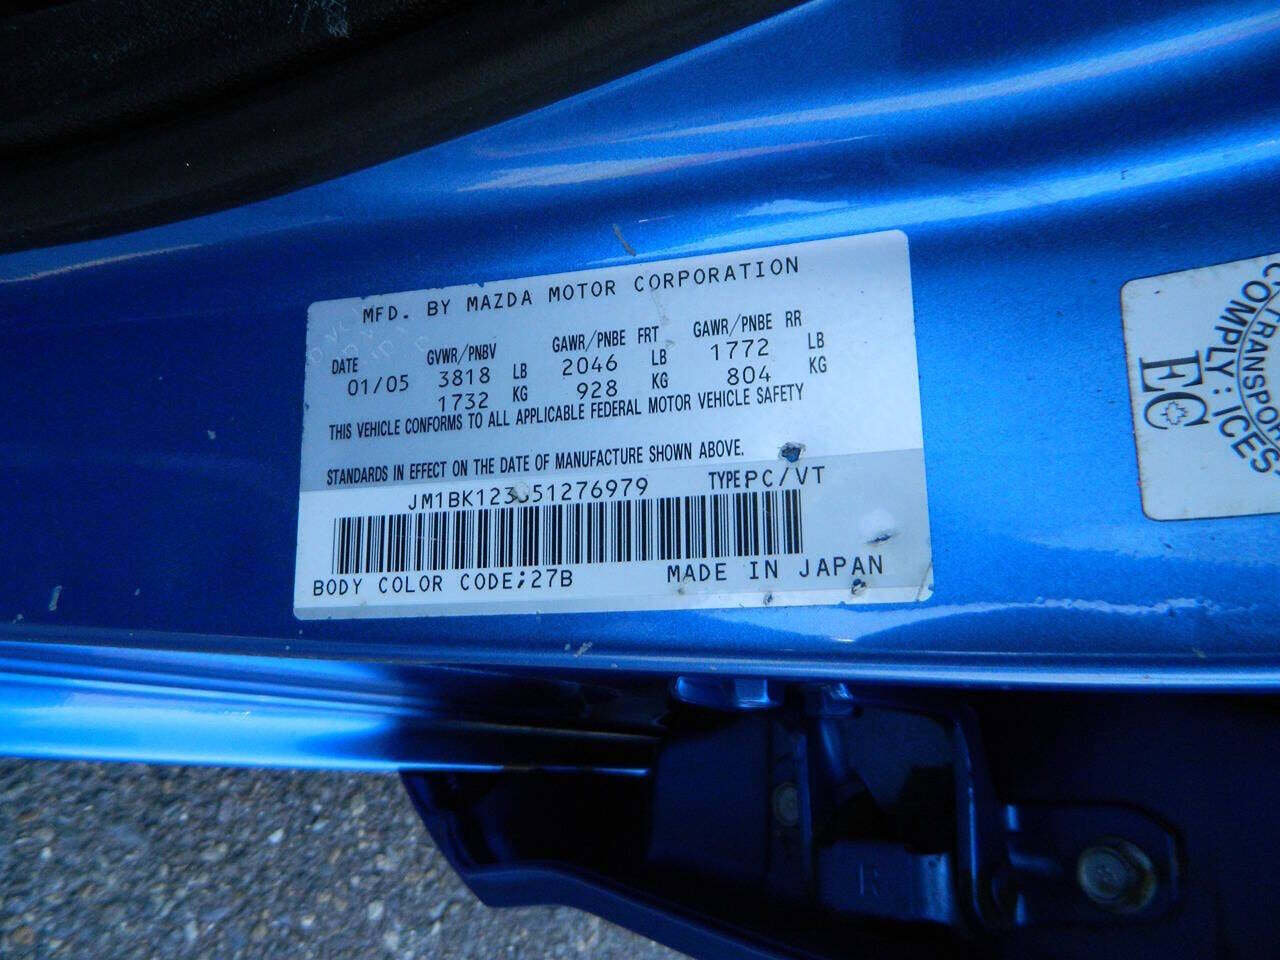 MFD. BY MAZDA MOTOR CORPORATION
DATE GVWR/PNBV GAWR/PNBE FRT GAWR/PNBE RR
01/05 3818 LB 2046 LB 1772 LB
1732 KG 928 KG 804 KG
THIS VEHICLE CONFORMS TO ALL APPLICABLE FEDERAL MOTOR VEHICLE SAFETY
STANDARDS IN EFFECT ON THE DATE OF MANUFACTURE SHOWN ABOVE.
TYPE:PC/VT
BODY COLOR CODE;27B MADE IN JAPAN
COMPLY: ICES
EC